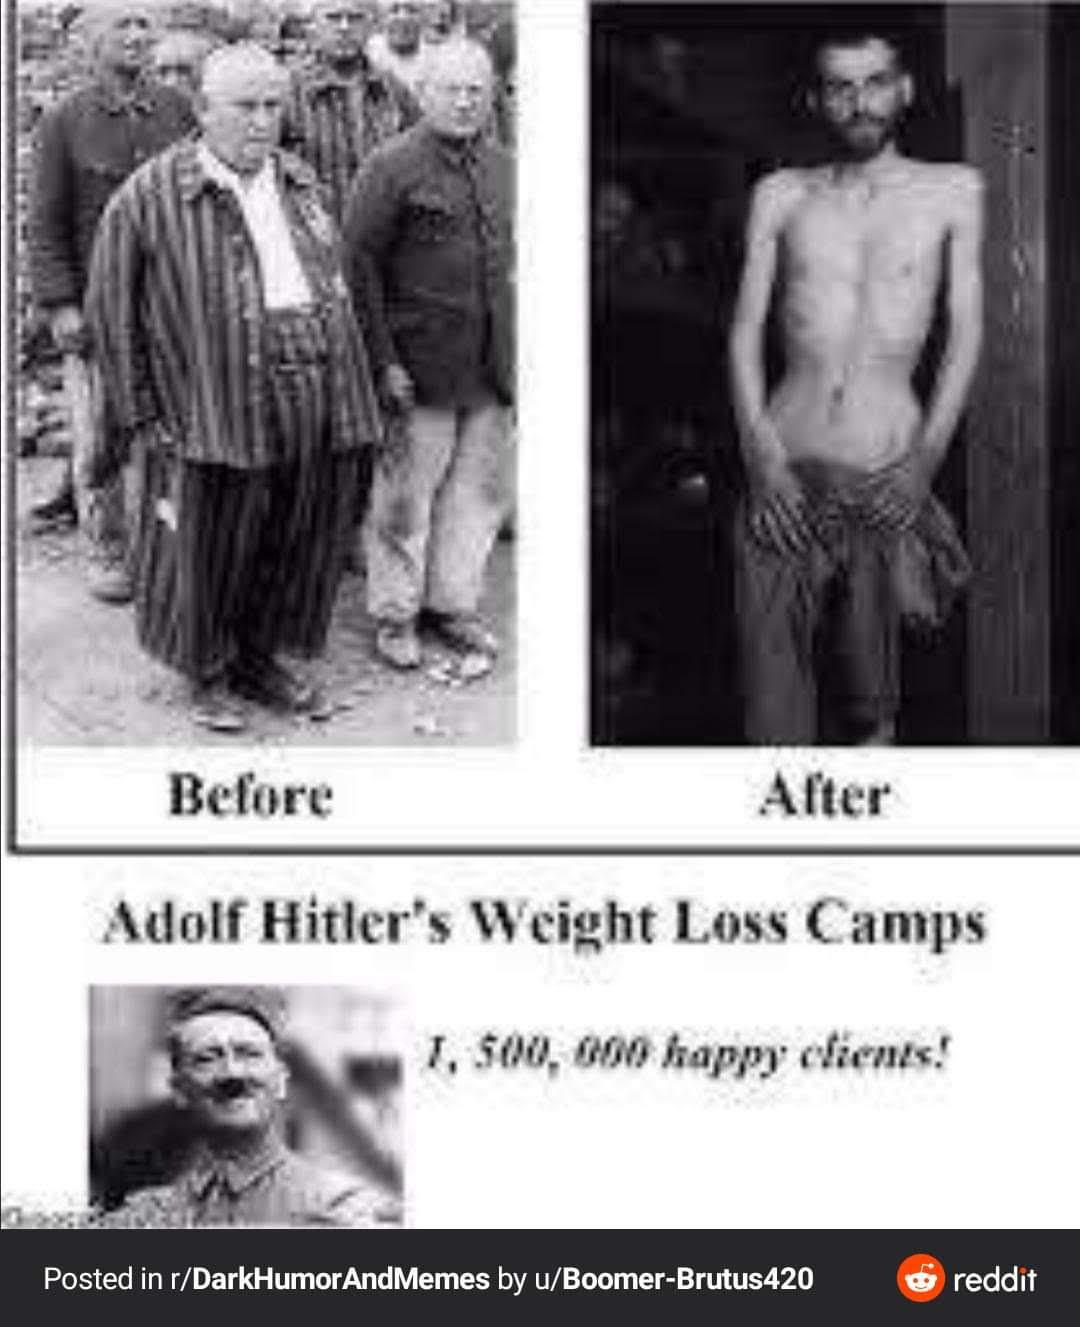 Before
After
Adolf Hitler's Weight Loss Camps
1, 500, 000 happy clients!
Posted in r/DarkHumorAndMemes by u/Boomer-Brutus420
reddit